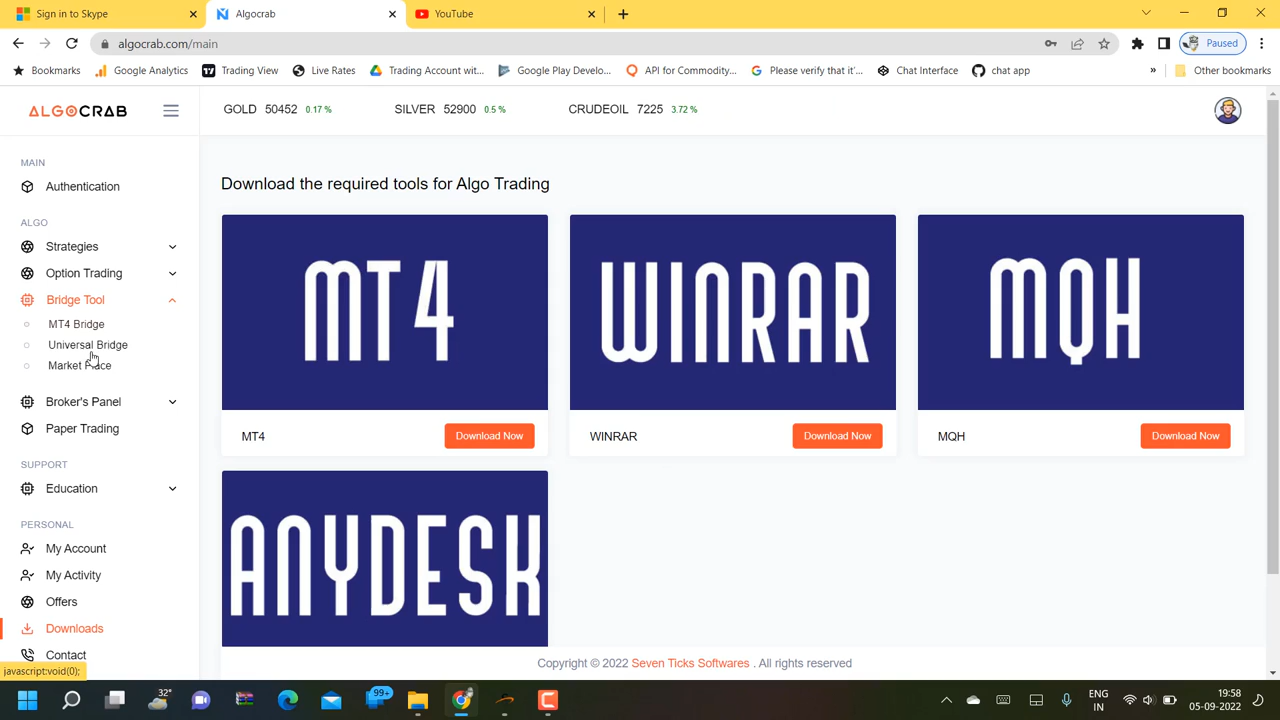 Sign in to Skype
Algocrab
YouTube
algocrab.com/main
Paused
Bookmarks
Google Analytics
Trading View
Live Rates
Trading Account wit...
Google Play Develo...
API for Commodity...
Please verify that i'...
Chat Interface
chat app
»
Other bookmarks
ALGOCRAB
GOLD 50452 0.17 %
SILVER 52900 0.5 %
CRUDEOIL 7225 3.72 %
MAIN
Authentication
ALGO
Strategies
Option Trading
Bridge Tool
MT4 Bridge
Universal Bridge
Market Place
Broker's Panel
Paper Trading
SUPPORT
Education
PERSONAL
My Account
My Activity
Offers
Downloads
Contact
javascript:void(0);
Download the required tools for Algo Trading
MT4
WINRAR
MQH
MT4
Download Now
WINRAR
Download Now
MQH
Download Now
ANYDESK
Copyright © 2022 Seven Ticks Softwares . All rights reserved
32°
99+
ENG
IN
19:58
05-09-2022